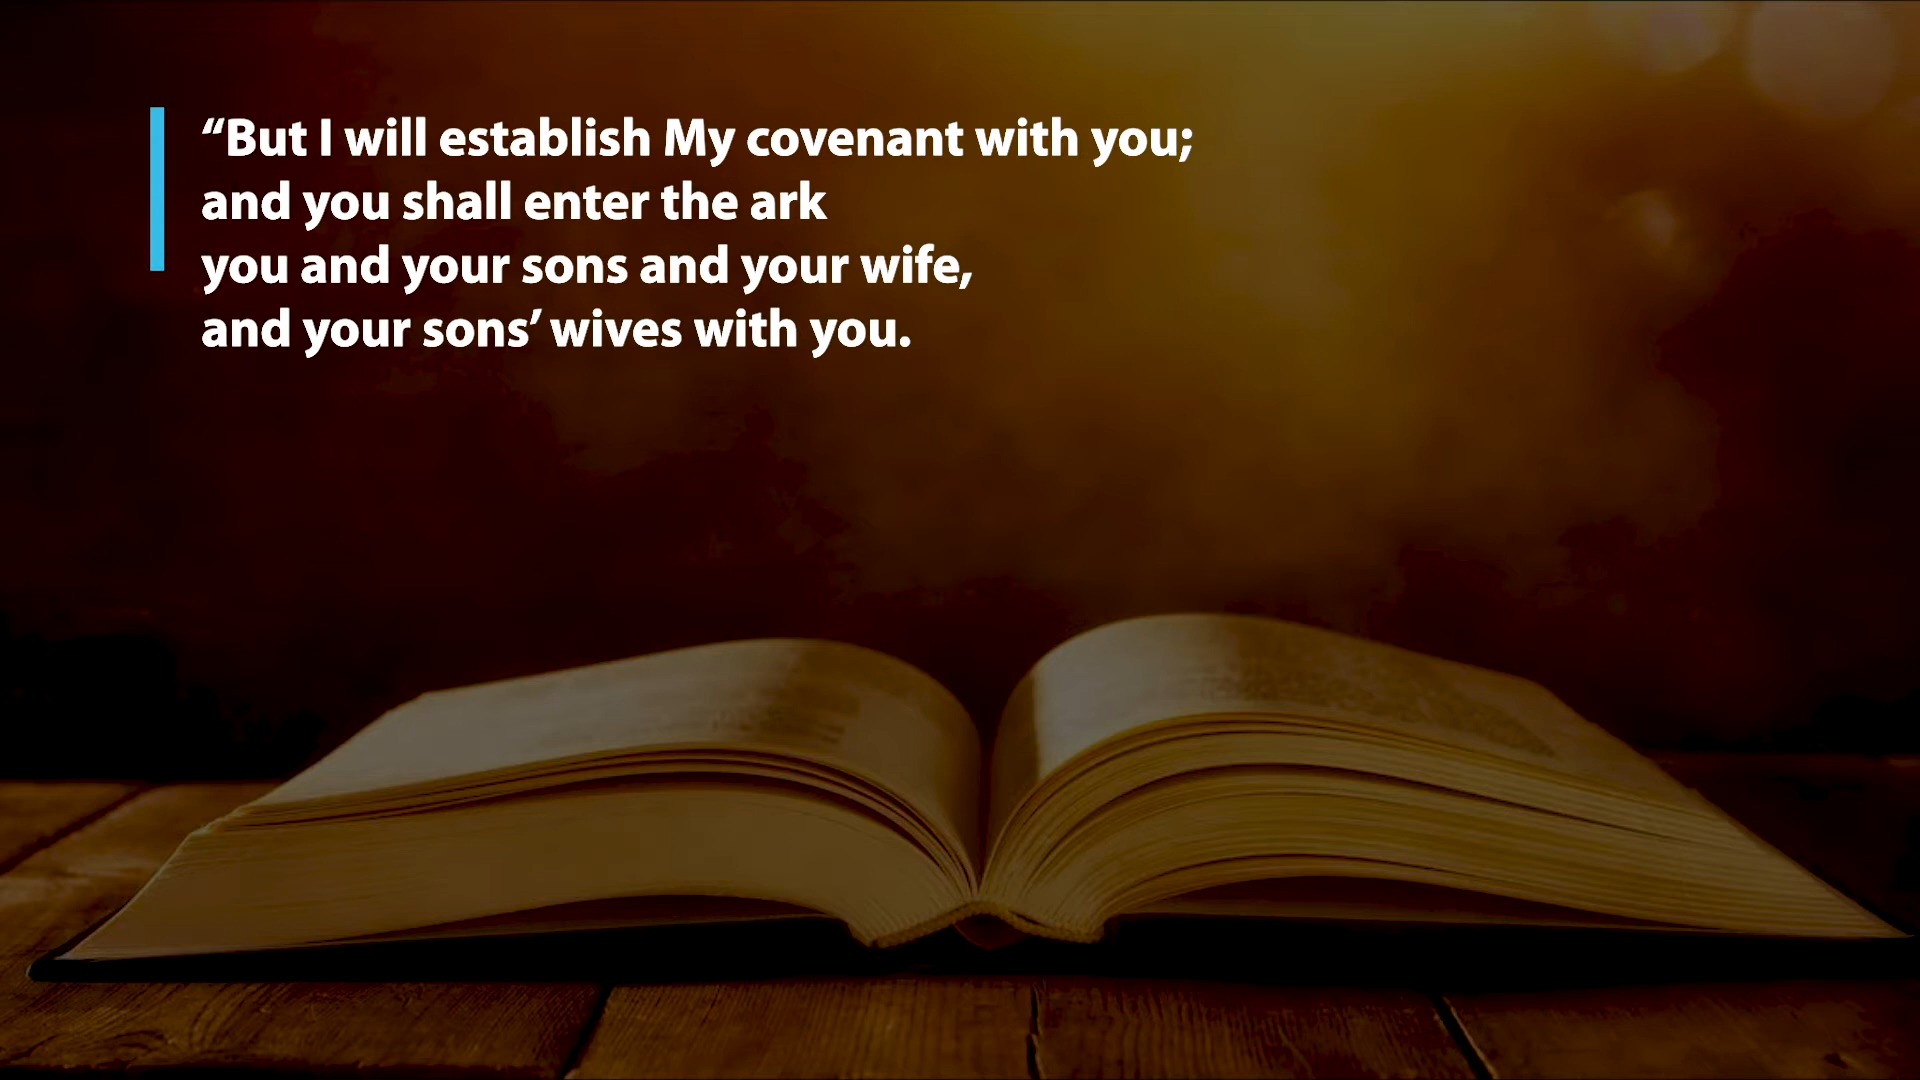 “But I will establish My covenant with you;
and you shall enter the ark
you and your sons and your wife,
and your sons’ wives with you.